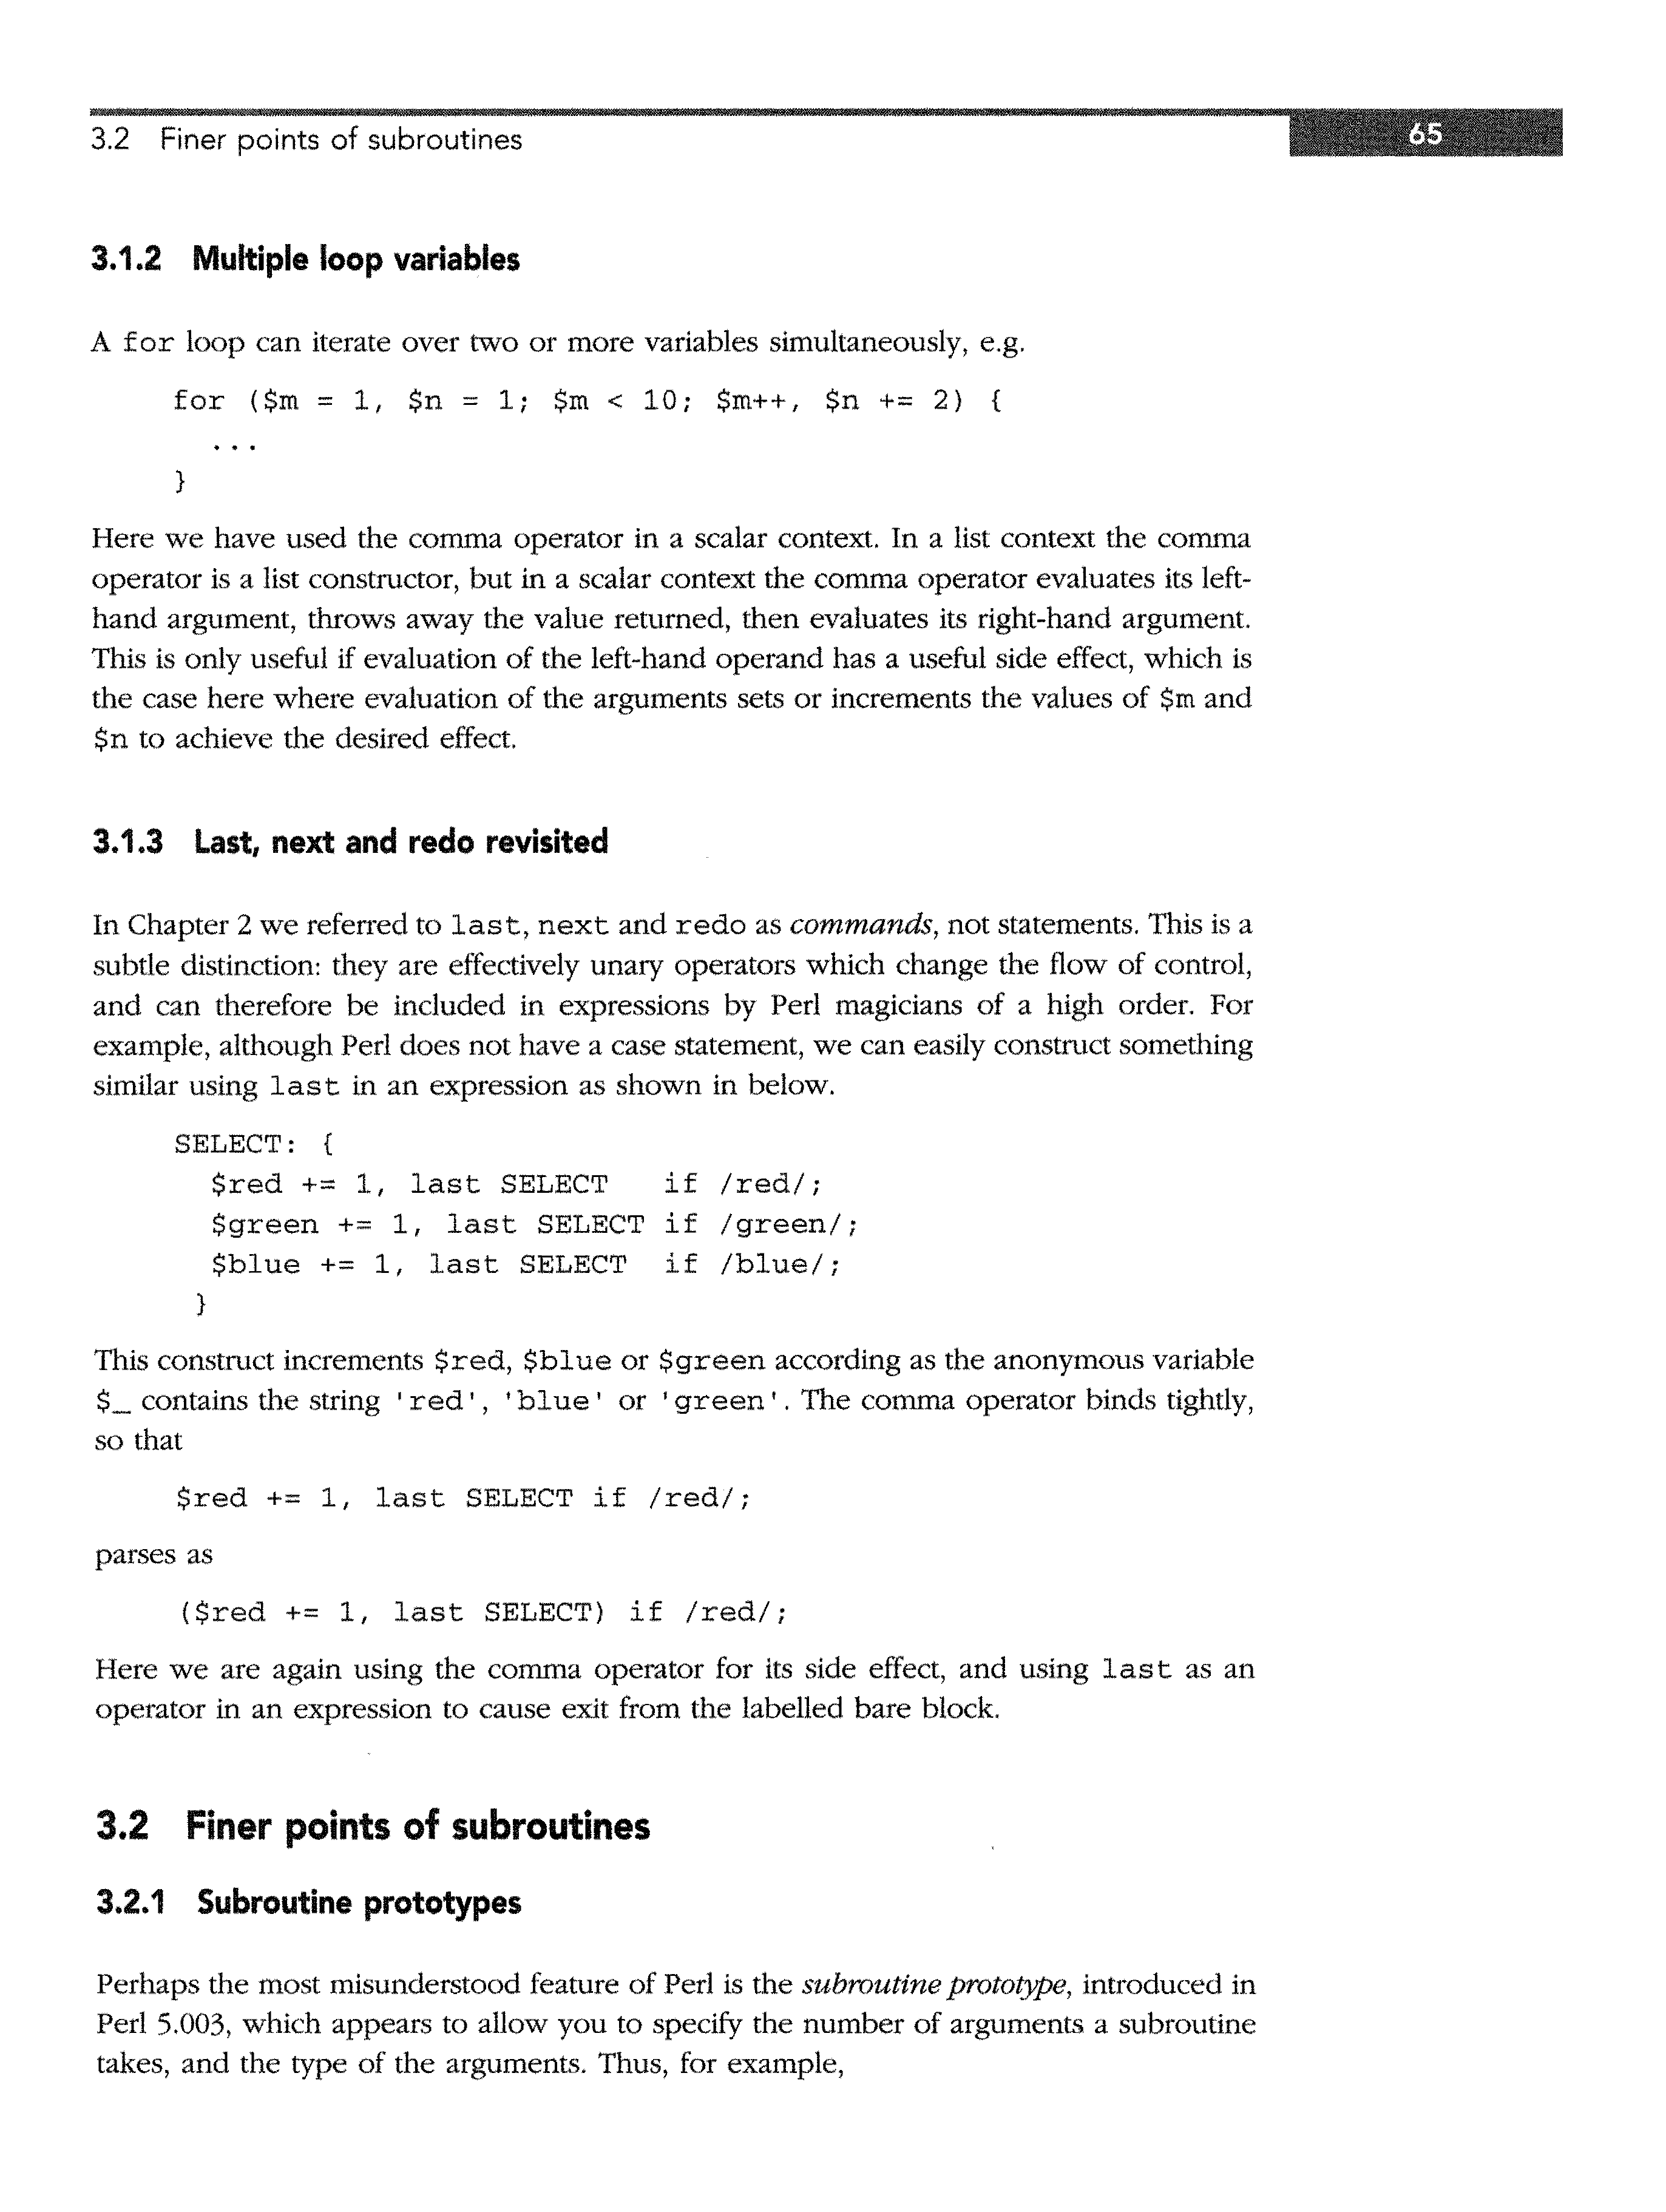 3.2 Finer points of subroutines
65
3.1.2 Multiple loop variables
A for loop can iterate over two or more variables simultaneously, e.g.
for ($m = 1, $n = 1; $m < 10; $m++, $n += 2) {
...
}
Here we have used the comma operator in a scalar context. In a list context the comma
operator is a list constructor, but in a scalar context the comma operator evaluates its left-
hand argument, throws away the value returned, then evaluates its right-hand argument.
This is only useful if evaluation of the left-hand operand has a useful side effect, which is
the case here where evaluation of the arguments sets or increments the values of $m and
$n to achieve the desired effect.
3.1.3 Last, next and redo revisited
In Chapter 2 we referred to last, next and redo as commands, not statements. This is a
subtle distinction: they are effectively unary operators which change the flow of control,
and can therefore be included in expressions by Perl magicians of a high order. For
example, although Perl does not have a case statement, we can easily construct something
similar using last in an expression as shown in below.
SELECT: {
$red += 1, last SELECT if /red/;
$green += 1, last SELECT if /green/;
$blue += 1, last SELECT if /blue/;
}
This construct increments $red, $blue or $green according as the anonymous variable
$_ contains the string 'red', 'blue' or 'green'. The comma operator binds tightly,
so that
$red += 1, last SELECT if /red/;
parses as
($red += 1, last SELECT) if /red/;
Here we are again using the comma operator for its side effect, and using last as an
operator in an expression to cause exit from the labelled bare block.
3.2 Finer points of subroutines
3.2.1 Subroutine prototypes
Perhaps the most misunderstood feature of Perl is the subroutine prototype, introduced in
Perl 5.003, which appears to allow you to specify the number of arguments a subroutine
takes, and the type of the arguments. Thus, for example,